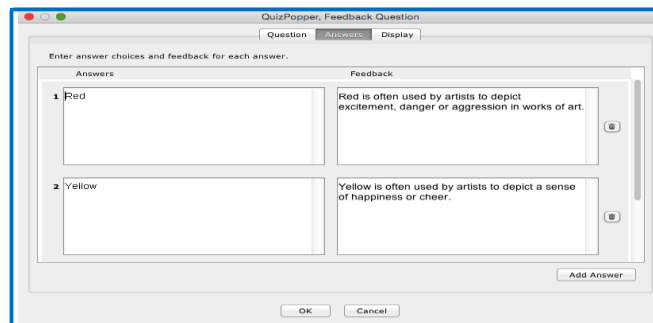 QuizPopper, Feedback Question
Question Answers Display
Enter answer choices and feedback for each answer.
Answers Feedback
1 Red
Red is often used by artists to depict
excitement, danger or aggression in works of art.
2 Yellow
Yellow is often used by artists to depict a sense
of happiness or cheer.
Add Answer
OK Cancel